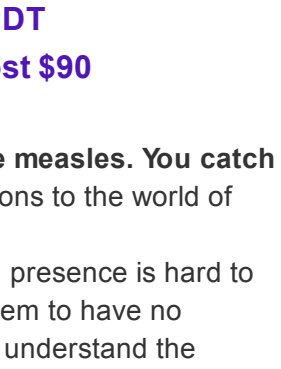 DT
st $90
measles. You catch
ons to the world of
presence is hard to
em to have no
understand the